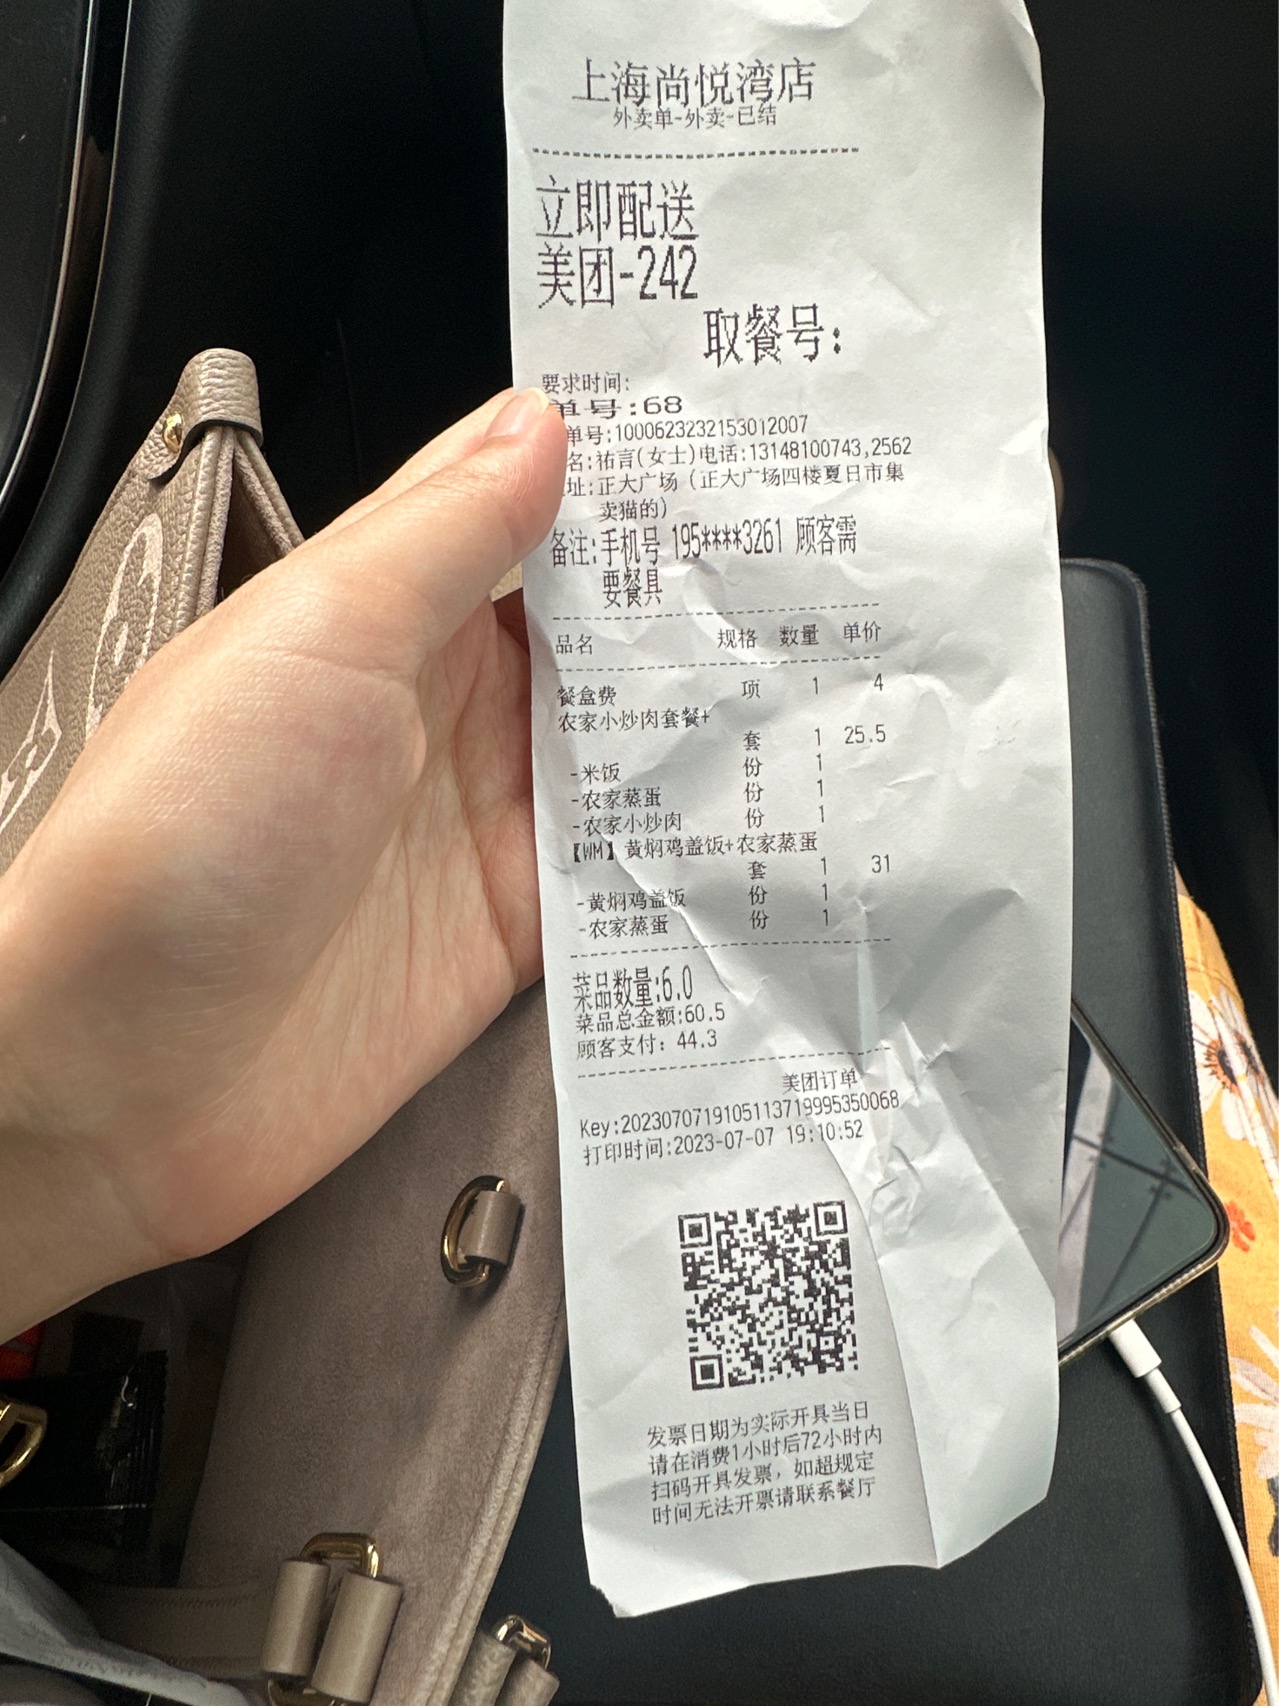 上海尚悦湾店
外卖单-外卖-已结
立即配送
美团-242
取餐号:
要求时间:
单号:68
单号:1000623232153012007
名:祐言(女士)电话:13148100743,2562
址:正大广场 (正大广场四楼夏日市集
卖猫的)
备注:手机号 195****3261 顾客需
要餐具
品名 规格 数量 单价
餐盒费 项 1 4
农家小炒肉套餐+
套 1 25.5
-米饭 份 1
-农家蒸蛋 份 1
-农家小炒肉 份 1
【WM】黄焖鸡盖饭+农家蒸蛋
套 1 31
-黄焖鸡盖饭 份 1
-农家蒸蛋 份 1
菜品数量:6.0
菜品总金额:60.5
顾客支付: 44.3
美团订单
Key:2023070719105113719995350068
打印时间:2023-07-07 19:10:52
发票日期为实际开具当日
请在消费1小时后72小时内
扫码开具发票, 如超规定
时间无法开票请联系餐厅